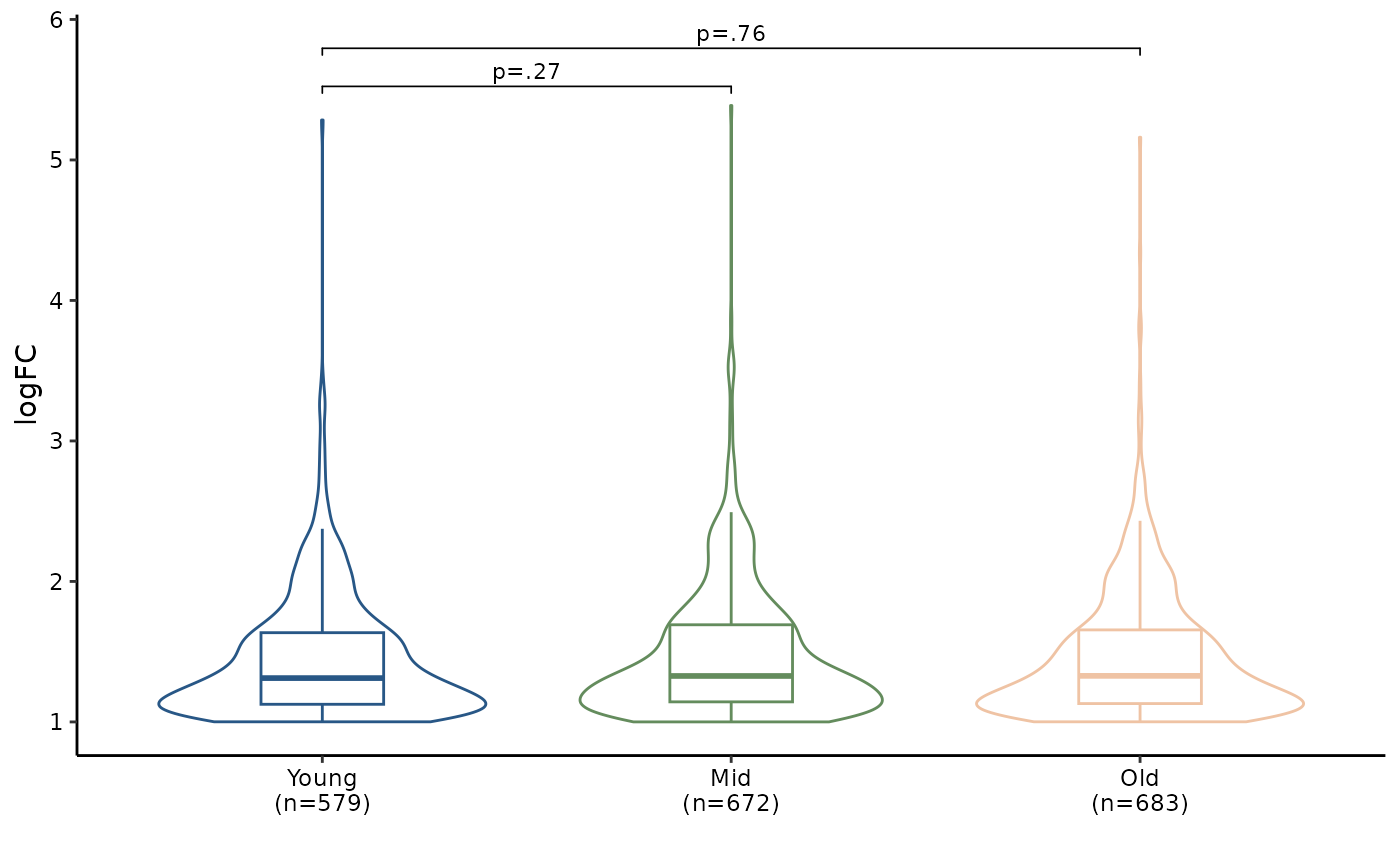 6
5
4
3
2
1
logFC
p=.76
p=.27
Young
(n=579)
Mid
(n=672)
Old
(n=683)